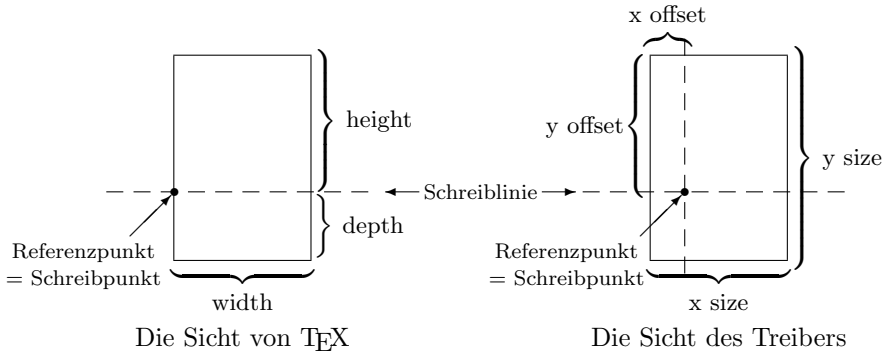 x offset
height
y offset
y size
Schreiblinie
depth
Referenzpunkt
= Schreibpunkt
Referenzpunkt
= Schreibpunkt
width
x size
Die Sicht von TEX
Die Sicht des Treibers